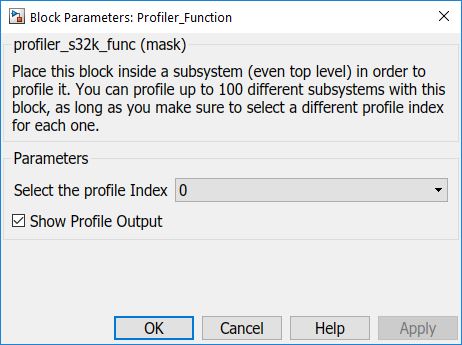 Block Parameters: Profiler_Function
profiler_s32k_func (mask)
Place this block inside a subsystem (even top level) in order to
profile it. You can profile up to 100 different subsystems with this
block, as long as you make sure to select a different profile index
for each one.
Parameters
Select the profile Index 0
Show Profile Output
OK Cancel Help Apply